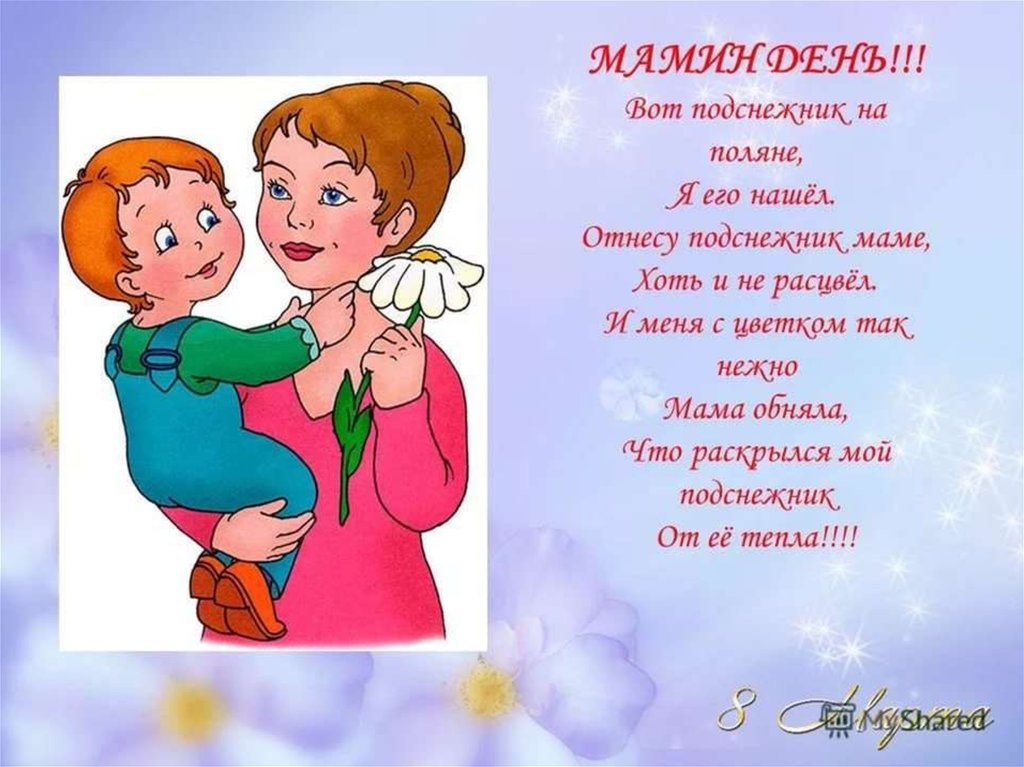 МАМИН ДЕНЬ!!!
Вот подснежник на
поляне,
Я его нашёл.
Отнесу подснежник маме,
Хоть и не расцвёл.
И меня с цветком так
нежно
Мама обняла,
Что раскрылся мой
подснежник
От её тепла!!!!
8 Марта
MyShared